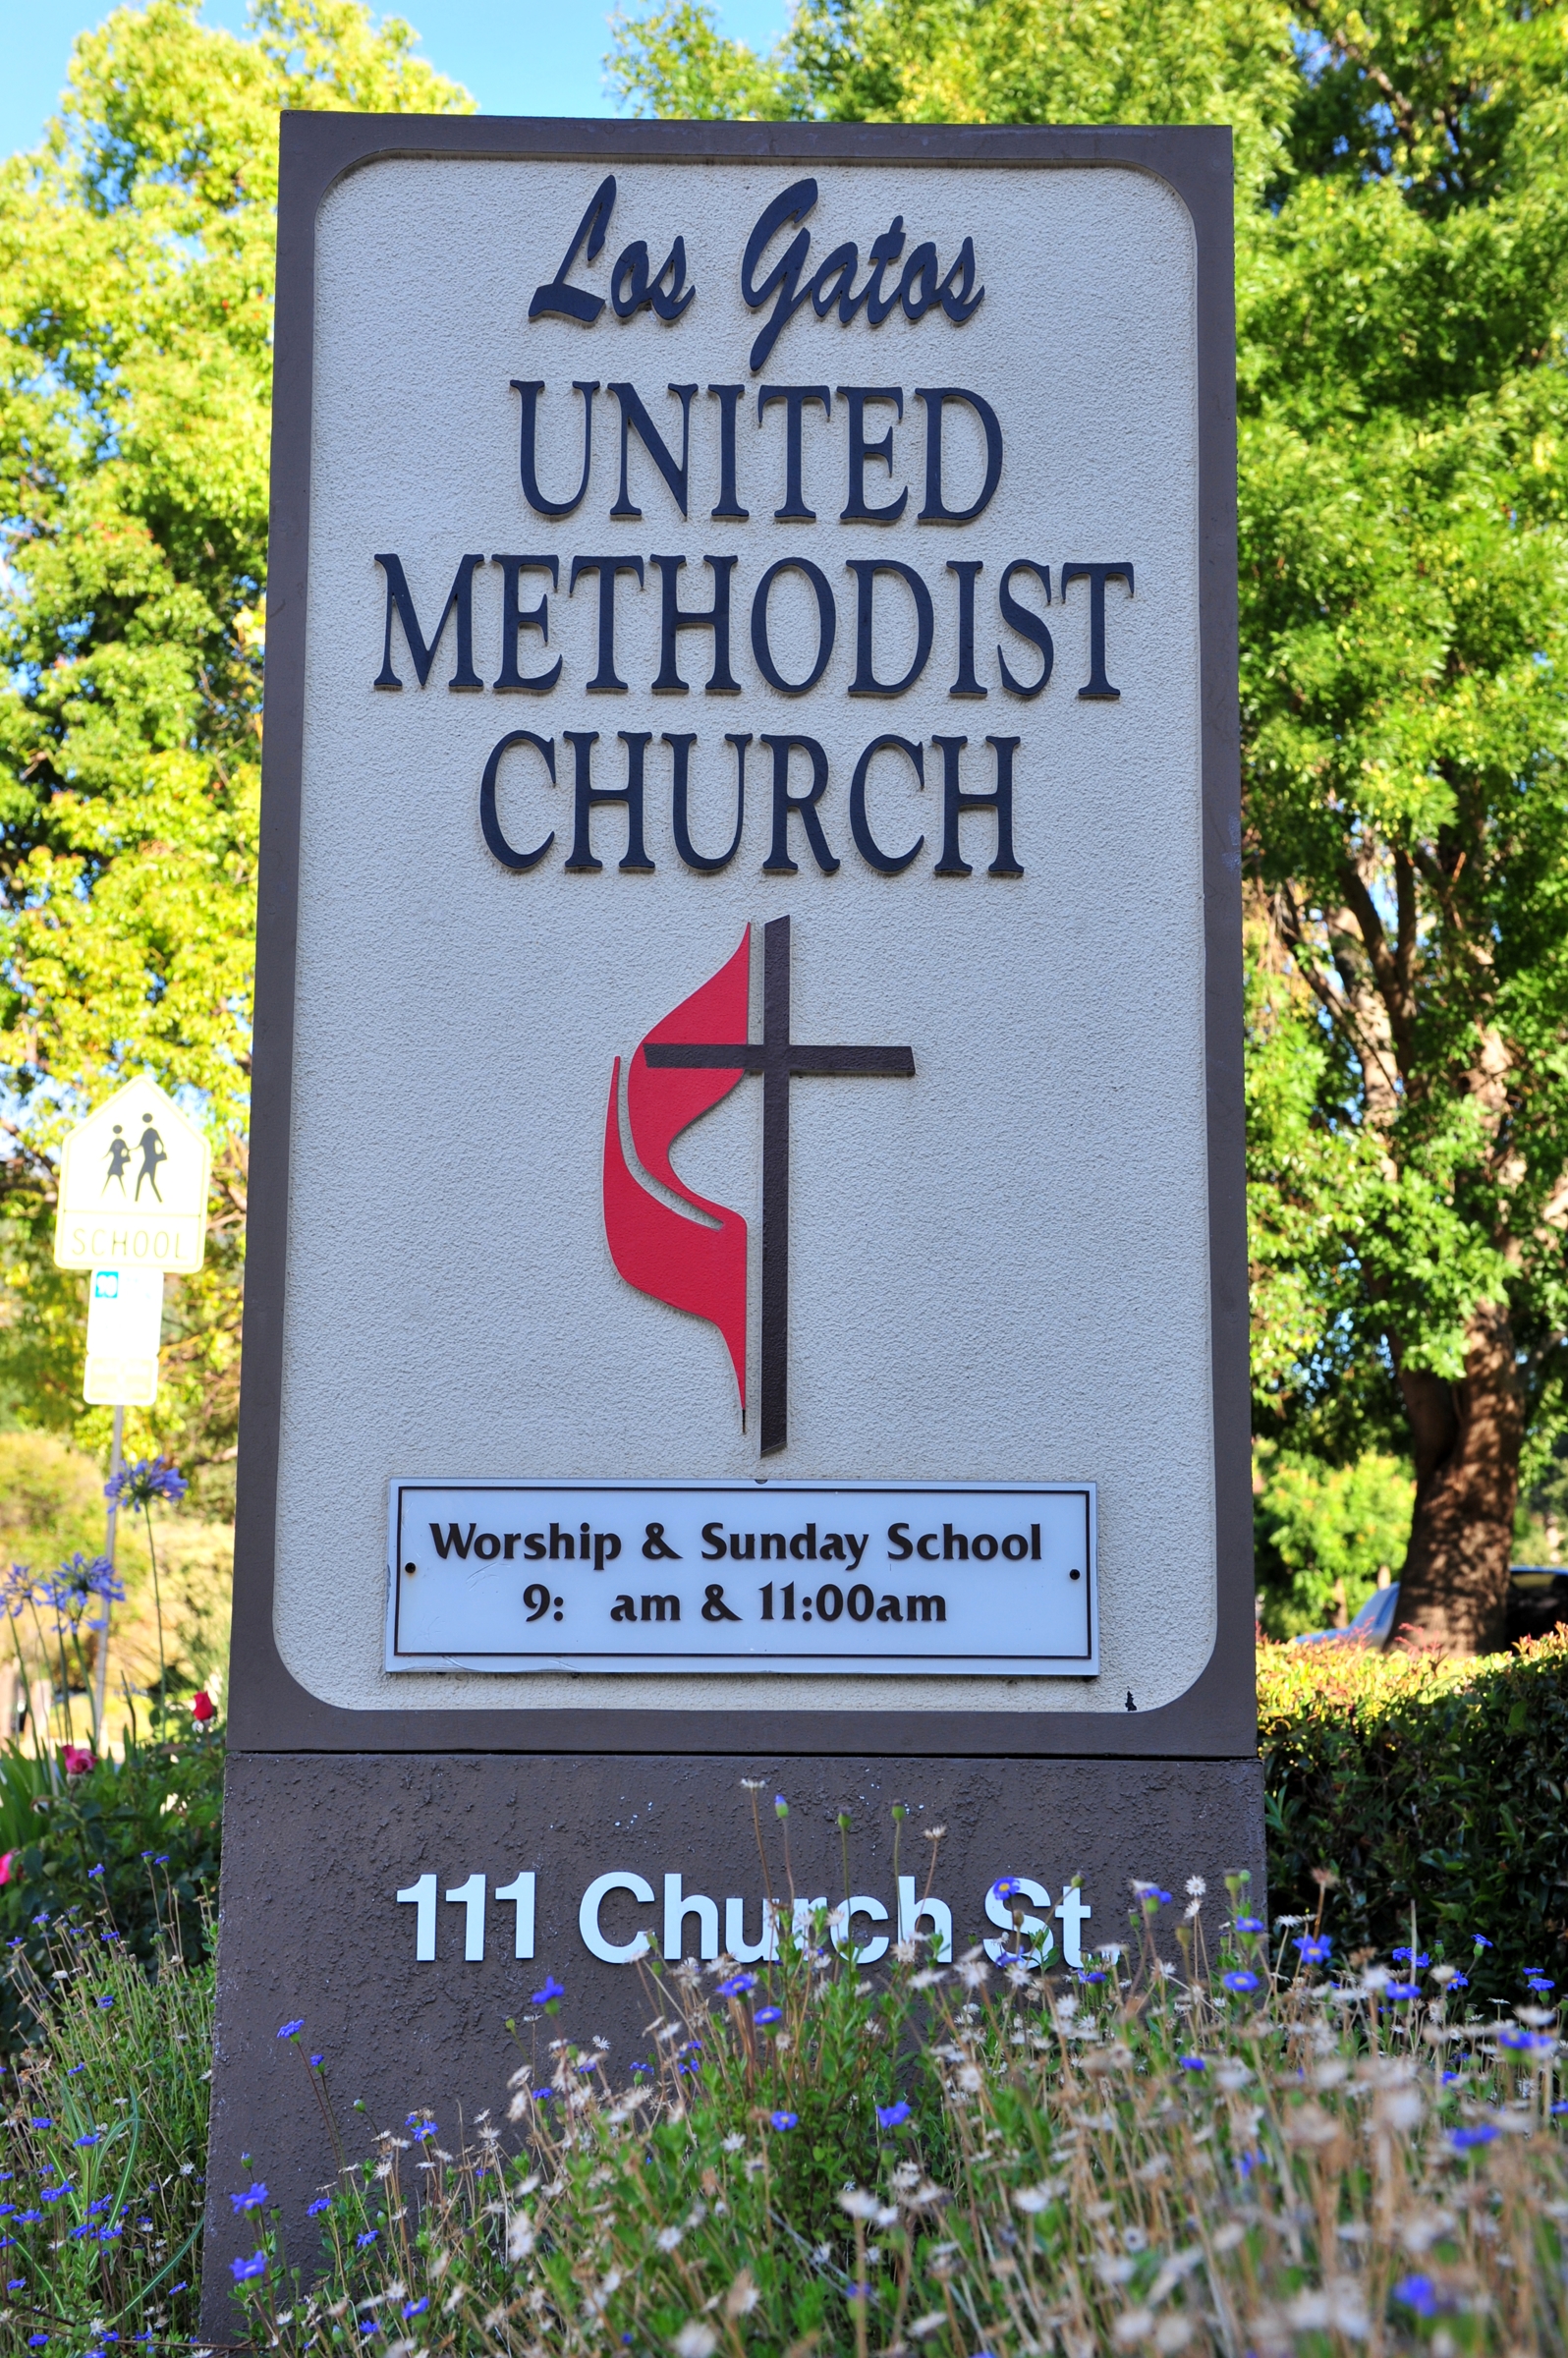 Los Gatos
UNITED
METHODIST
CHURCH
SCHOOL
Worship & Sunday School
9: am & 11:00am
111 Church St.